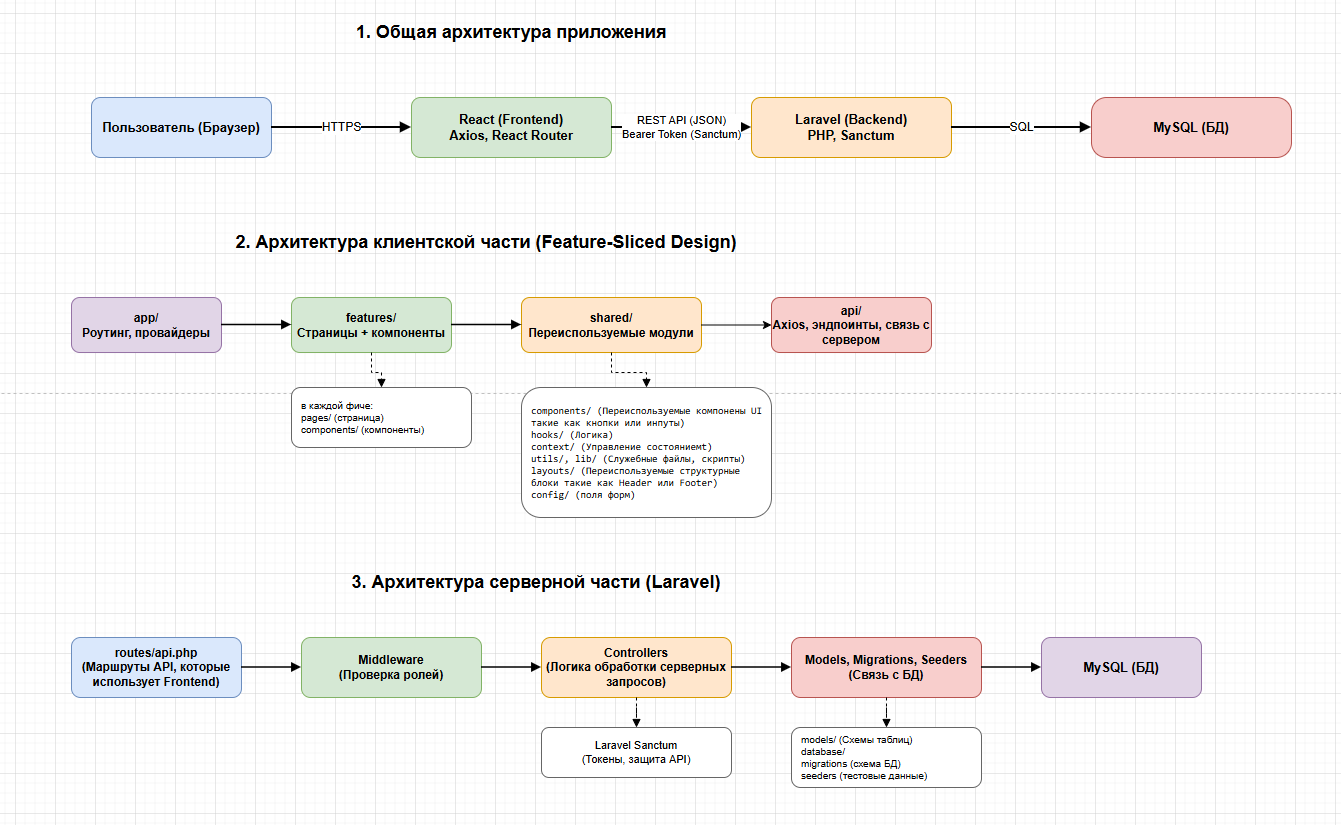 1. Общая архитектура приложения
Пользователь (Браузер)
HTTPS
React (Frontend)
Axios, React Router
REST API (JSON)
Bearer Token (Sanctum)
Laravel (Backend)
PHP, Sanctum
SQL
MySQL (БД)
2. Архитектура клиентской части (Feature-Sliced Design)
app/
Роутинг, провайдеры
features/
Страницы + компоненты
shared/
Переиспользуемые модули
api/
Axios, эндпоинты, связь с
сервером
в каждой фиче:
pages/ (страница)
components/ (компоненты)
components/ (Переиспользуемые компонены UI
такие как кнопки или инпуты)
hooks/ (Логика)
context/ (Управление состояниемt)
utils/, lib/ (Служебные файлы, скрипты)
layouts/ (Переиспользуемые структурные
блоки такие как Header или Footer)
config/ (поля форм)
3. Архитектура серверной части (Laravel)
routes/api.php
(Маршруты API, которые
использует Frontend)
Middleware
(Проверка ролей)
Controllers
(Логика обработки серверных
запросов)
Models, Migrations, Seeders
(Связь с БД)
MySQL (БД)
Laravel Sanctum
(Токены, защита API)
models/ (Схемы таблиц)
database/
migrations (схема БД)
seeders (тестовые данные)